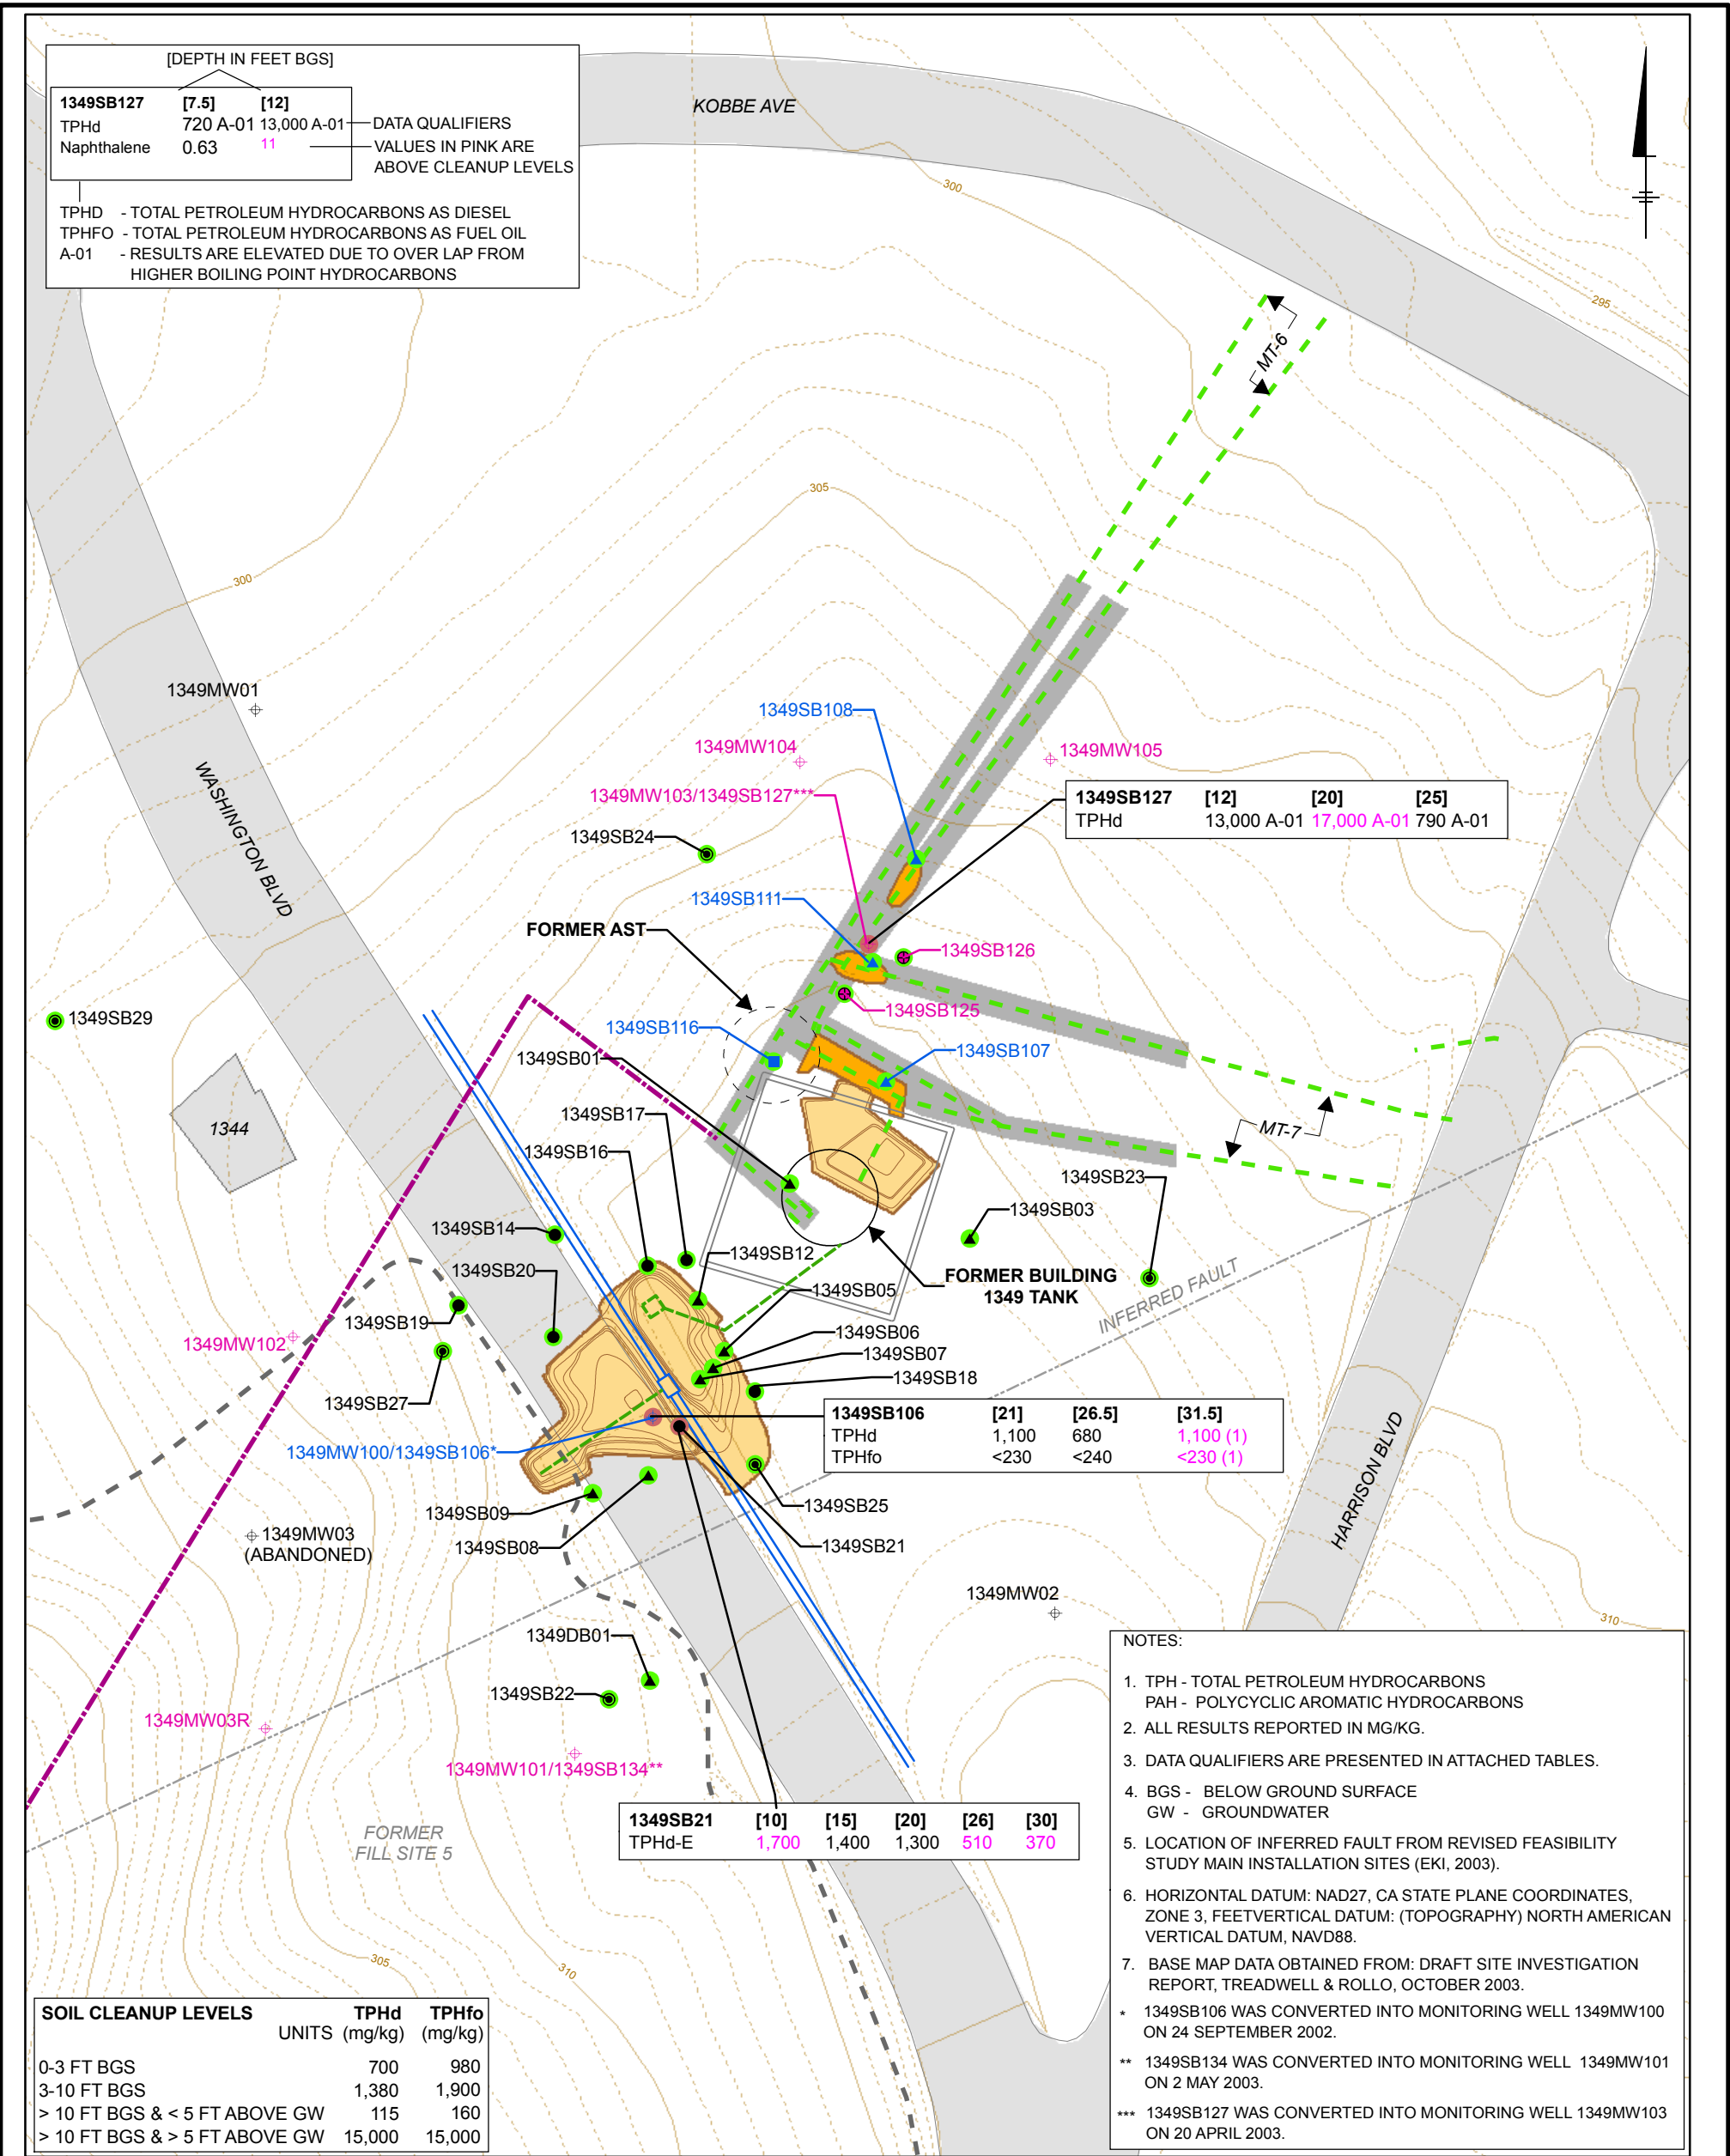 [DEPTH IN FEET BGS]
1349SB127 [7.5] [12]
TPHd 720 A-01 13,000 A-01 DATA QUALIFIERS
Naphthalene 0.63 11 VALUES IN PINK ARE
ABOVE CLEANUP LEVELS
TPHD - TOTAL PETROLEUM HYDROCARBONS AS DIESEL
TPHFO - TOTAL PETROLEUM HYDROCARBONS AS FUEL OIL
A-01 - RESULTS ARE ELEVATED DUE TO OVER LAP FROM
HIGHER BOILING POINT HYDROCARBONS
KOBBE AVE
300
295
MT-6
305
300
1349MW01
WASHINGTON BLVD
1349SB108
1349MW104
1349MW105
1349MW103/1349SB127***
1349SB127 [12] [20] [25]
TPHd 13,000 A-01 17,000 A-01 790 A-01
1349SB24
1349SB111
FORMER AST
1349SB126
1349SB125
1349SB29
1349SB116
1349SB107
1349SB01
1349SB17
1344
MT-7
1349SB16
1349SB23
1349SB03
1349SB14
1349SB12
1349SB20
FORMER BUILDING
1349 TANK
1349SB05
INFERRED FAULT
1349SB19
1349MW102
1349SB06
1349SB07
1349SB18
1349SB27
1349SB106 [21] [26.5] [31.5]
TPHd 1,100 680 1,100 (1)
TPHfo <230 <240 <230 (1)
1349MW100/1349SB106*
HARRISON BLVD
1349SB25
1349SB09
1349MW03
(ABANDONED)
1349SB08
1349SB21
1349MW02
310
1349DB01
1349SB22
1349MW03R
1349MW101/1349SB134**
1349SB21 [10] [15] [20] [26] [30]
TPHd-E 1,700 1,400 1,300 510 370
FORMER
FILL SITE 5
305
310
SOIL CLEANUP LEVELS TPHd TPHfo
UNITS (mg/kg) (mg/kg)
0-3 FT BGS 700 980
3-10 FT BGS 1,380 1,900
> 10 FT BGS & < 5 FT ABOVE GW 115 160
> 10 FT BGS & > 5 FT ABOVE GW 15,000 15,000
NOTES:
1. TPH - TOTAL PETROLEUM HYDROCARBONS
PAH - POLYCYCLIC AROMATIC HYDROCARBONS
2. ALL RESULTS REPORTED IN MG/KG.
3. DATA QUALIFIERS ARE PRESENTED IN ATTACHED TABLES.
4. BGS - BELOW GROUND SURFACE
GW - GROUNDWATER
5. LOCATION OF INFERRED FAULT FROM REVISED FEASIBILITY
STUDY MAIN INSTALLATION SITES (EKI, 2003).
6. HORIZONTAL DATUM: NAD27, CA STATE PLANE COORDINATES,
ZONE 3, FEETVERTICAL DATUM: (TOPOGRAPHY) NORTH AMERICAN
VERTICAL DATUM, NAVD88.
7. BASE MAP DATA OBTAINED FROM: DRAFT SITE INVESTIGATION
REPORT, TREADWELL & ROLLO, OCTOBER 2003.
* 1349SB106 WAS CONVERTED INTO MONITORING WELL 1349MW100
ON 24 SEPTEMBER 2002.
** 1349SB134 WAS CONVERTED INTO MONITORING WELL 1349MW101
ON 2 MAY 2003.
*** 1349SB127 WAS CONVERTED INTO MONITORING WELL 1349MW103
ON 20 APRIL 2003.